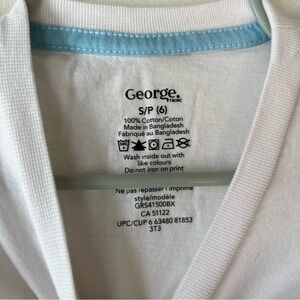 George.
S/P (6)
100% Cotton/Coton
Made in Bangladesh
Fabriqué au Bangladesh
Wash inside out with
like colours
Do not iron on print
Ne pas repasser l'imprimé
style/modèle
GRS41500BX
CA 51122
UPC/CUP 6 63480 81853
3T3